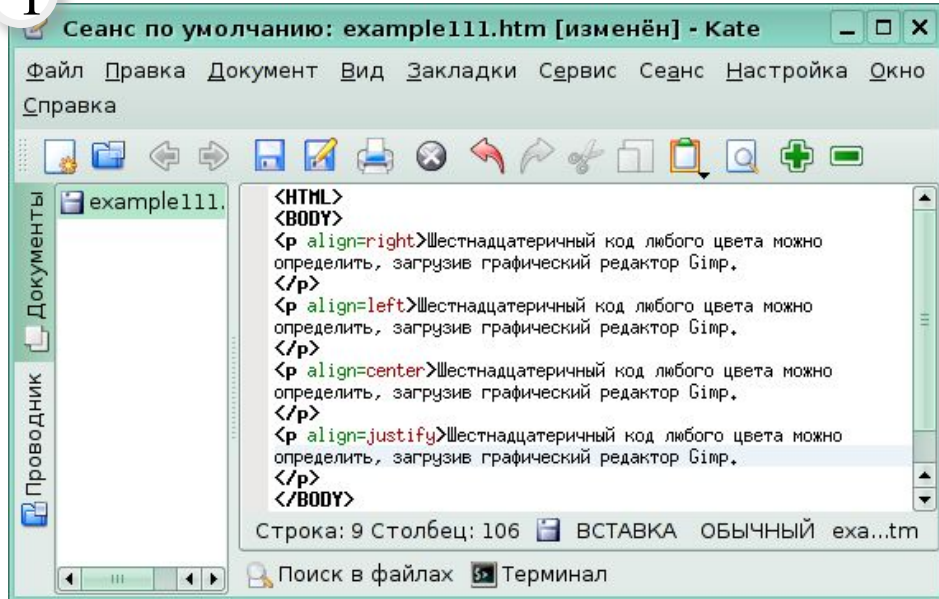 1
Сеанс по умолчанию: example111.htm [изменён] - Kate
Файл Правка Документ Вид Закладки Сервис Сеанс Настройка Окно
Справка
Документы
Проводник
example111.
<HTML>
<BODY>
<p align=right>Шестнадцатеричный код любого цвета можно
определить, загрузив графический редактор Gimp.
</p>
<p align=left>Шестнадцатеричный код любого цвета можно
определить, загрузив графический редактор Gimp.
</p>
<p align=center>Шестнадцатеричный код любого цвета можно
определить, загрузив графический редактор Gimp.
</p>
<p align=justify>Шестнадцатеричный код любого цвета можно
определить, загрузив графический редактор Gimp.
</p>
</BODY>
Строка: 9 Столбец: 106 ВСТАВКА ОБЫЧНЫЙ exa...tm
Поиск в файлах Терминал